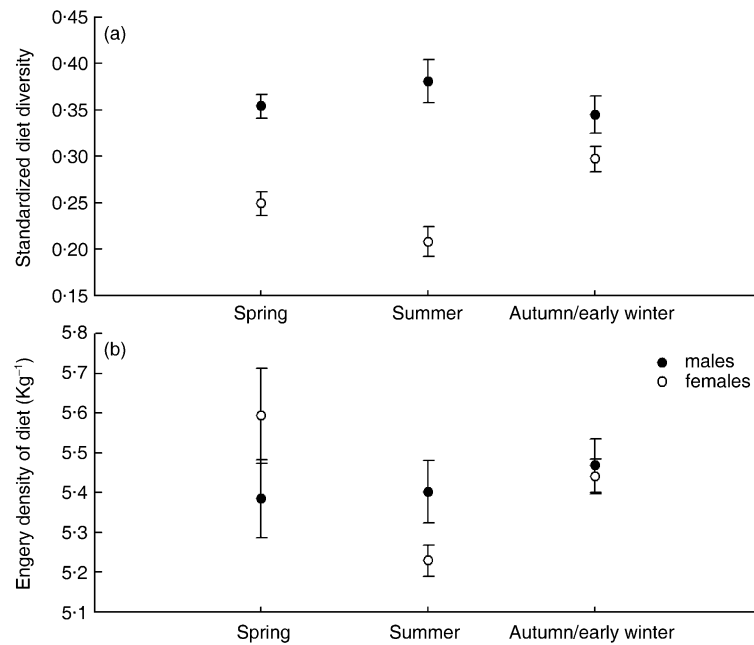 (a)
Standardized diet diversity
0·45
0·40
0·35
0·30
0·25
0·20
0·15
Spring
Summer
Autumn/early winter
(b)
Engery density of diet (Kg⁻¹)
5·8
5·7
5·6
5·5
5·4
5·3
5·2
5·1
males
females
Spring
Summer
Autumn/early winter